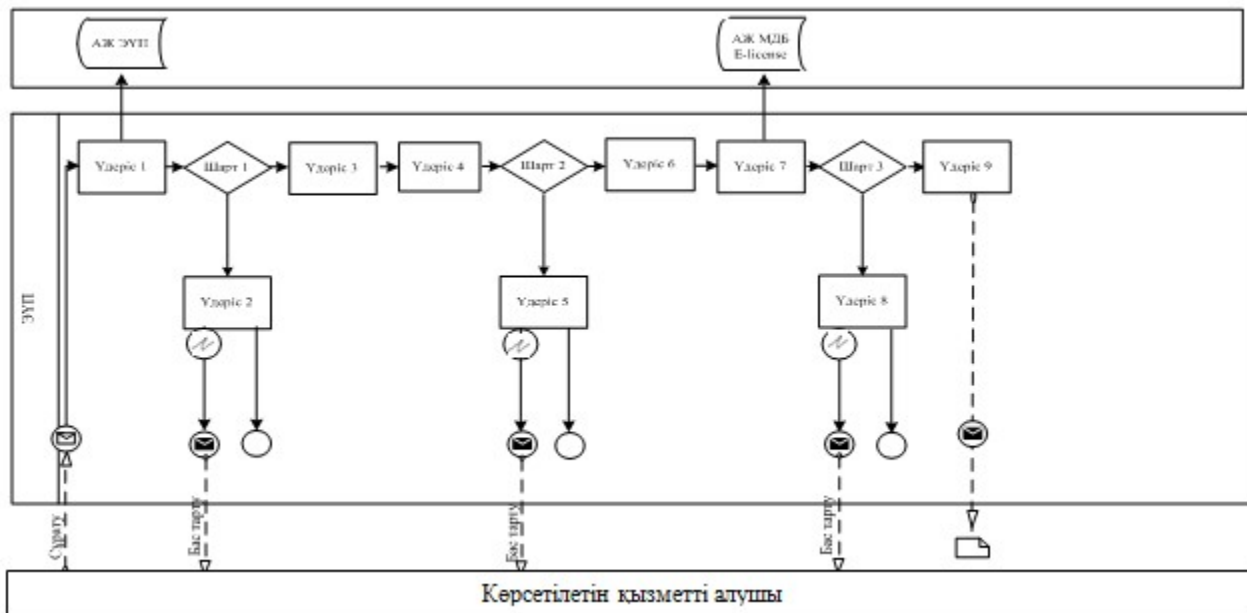 АЖ ЭҮП
АЖ МДБ
E-license
Үдеріс 1
Шарт 1
Үдеріс 3
Үдеріс 4
Шарт 2
Үдеріс 6
Үдеріс 7
Шарт 3
Үдеріс 9
Үдеріс 2
Үдеріс 5
Үдеріс 8
ЭҮП
Сұрату
Бас тарту
Бас тарту
Бас тарту
Көрсетілетін қызметті алушы